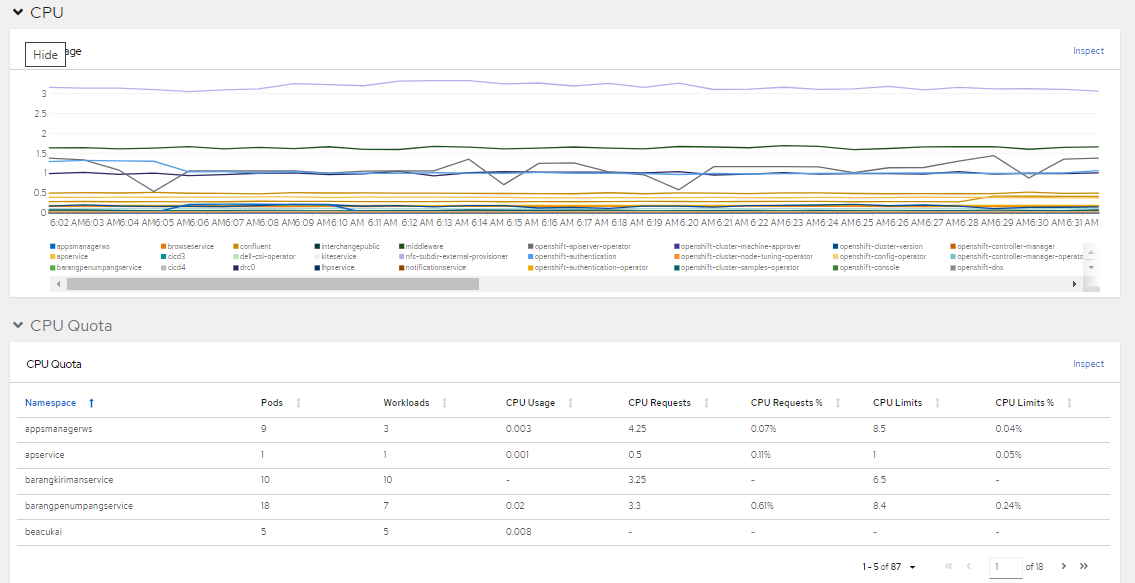 CPU
Hide age
Inspect
3
2.5
2
1.5
1
0.5
0
6:02 AM 6:03 AM 6:04 AM 6:05 AM 6:06 AM 6:07 AM 6:08 AM 6:09 AM 6:10 AM 6:11 AM 6:12 AM 6:13 AM 6:14 AM 6:15 AM 6:16 AM 6:17 AM 6:18 AM 6:19 AM 6:20 AM 6:21 AM 6:22 AM 6:23 AM 6:24 AM 6:25 AM 6:26 AM 6:27 AM 6:28 AM 6:29 AM 6:30 AM 6:31 AM
appsmanagerws browseservice confluent interchangepublic middleware openshift-apiserver-operator openshift-cluster-machine-approver openshift-cluster-version openshift-controller-manager
apservice cicd3 dell-csi-operator kiteservice nfs-subdir-external-provisioner openshift-authentication openshift-cluster-node-tuning-operator openshift-config-operator openshift-controller-manager-operato
barangpenumpangservice cicd4 drc0 lhpservice notificationservice openshift-authentication-operator openshift-cluster-samples-operator openshift-console openshift-dns
CPU Quota
CPU Quota
Inspect
Namespace Pods Workloads CPU Usage CPU Requests CPU Requests % CPU Limits CPU Limits %
appsmanagerws 9 3 0.003 4.25 0.07% 8.5 0.04%
apservice 1 1 0.001 0.5 0.11% 1 0.05%
barangkirimanservice 10 10 - 3.25 - 6.5 -
barangpenumpangservice 18 7 0.02 3.3 0.61% 8.4 0.24%
beacukai 5 5 0.008 - - - -
1 - 5 of 87
1 of 18